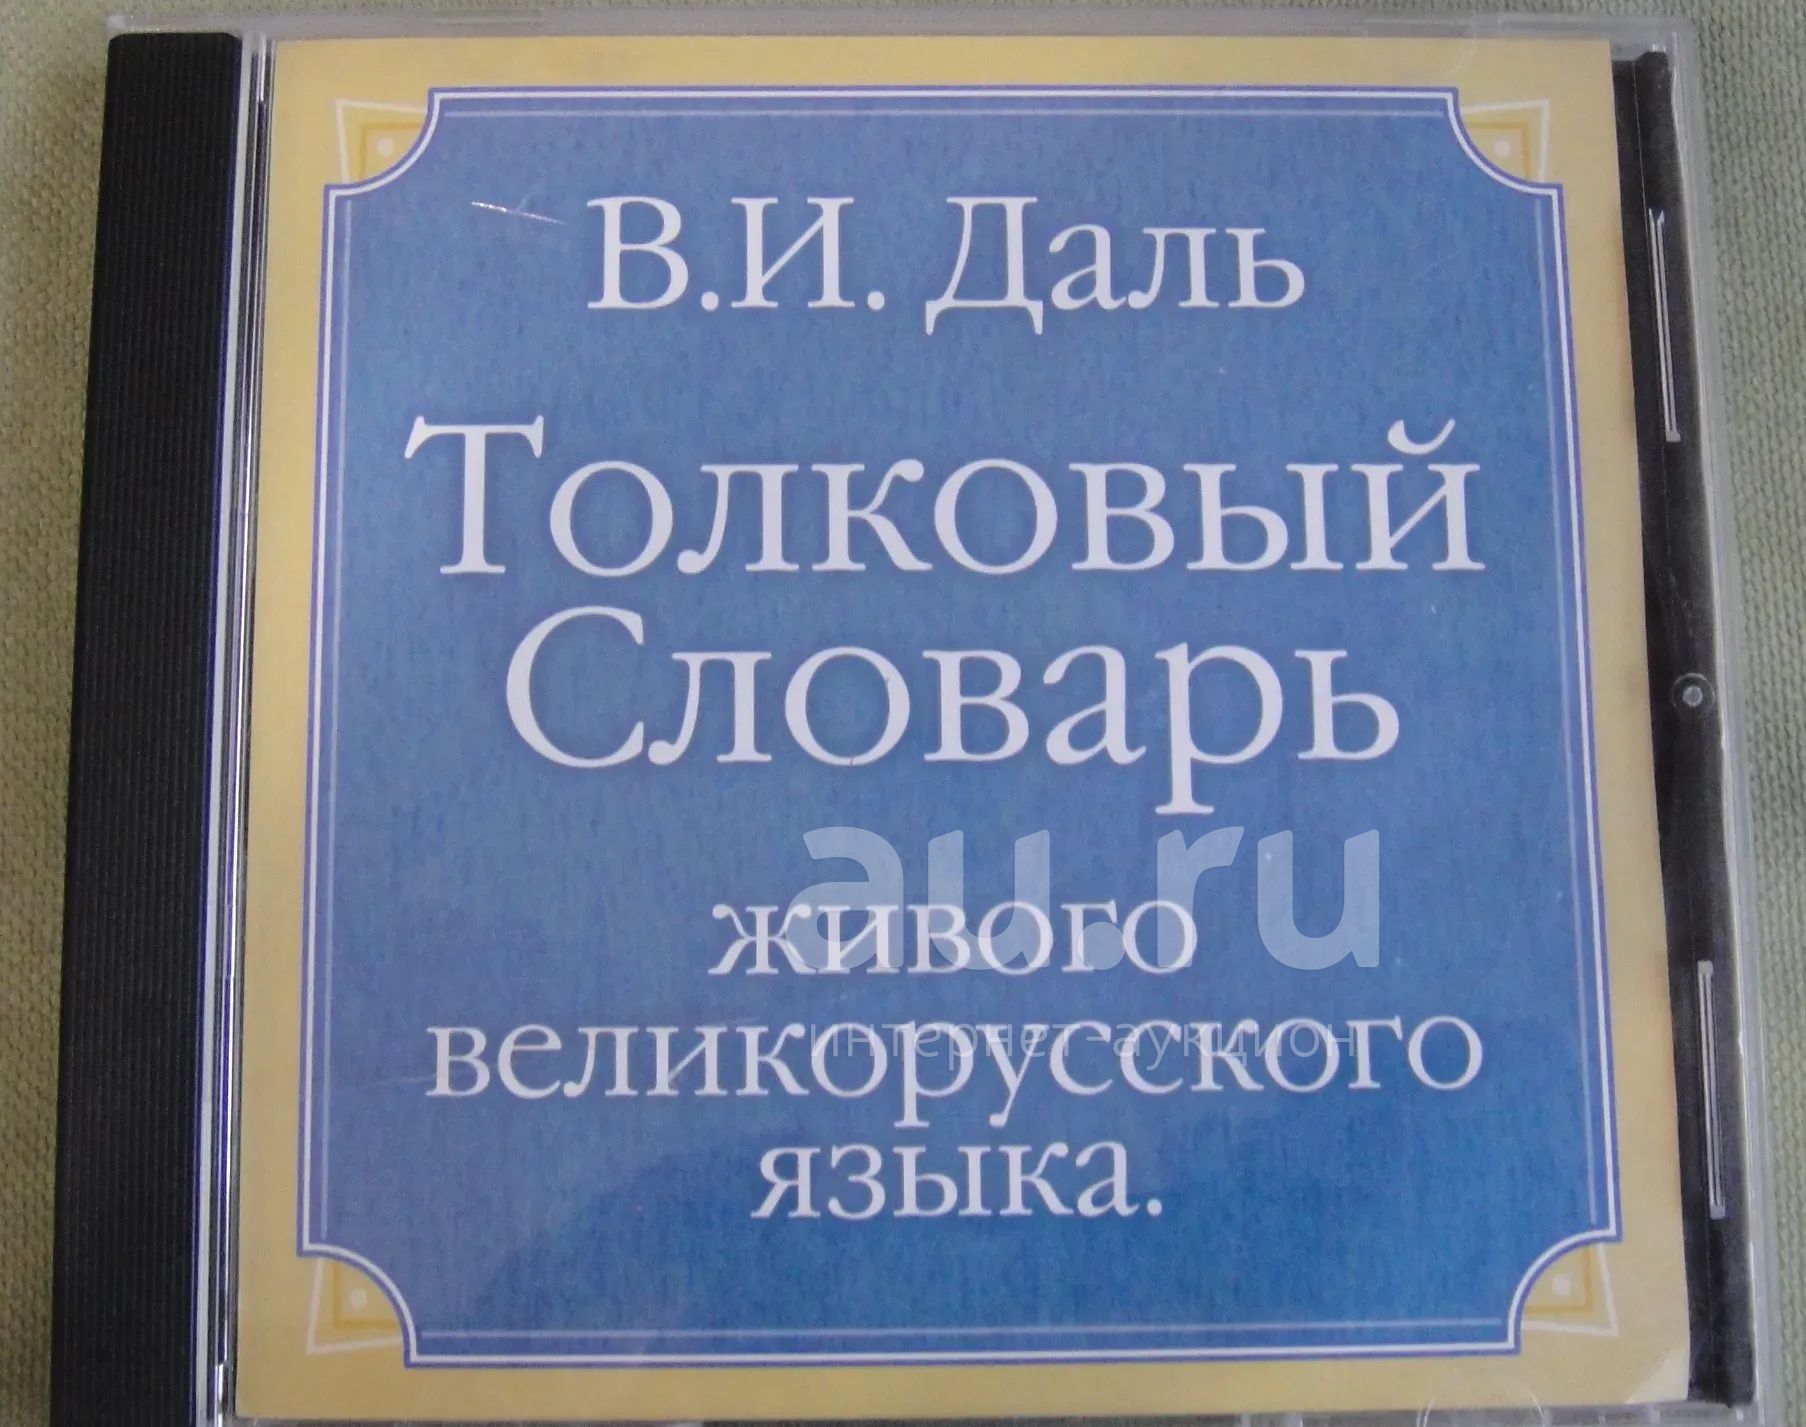 В.И. Даль
Толковый
Словарь
au.ru
живого
интернет-аукцион
великорусского
языка.